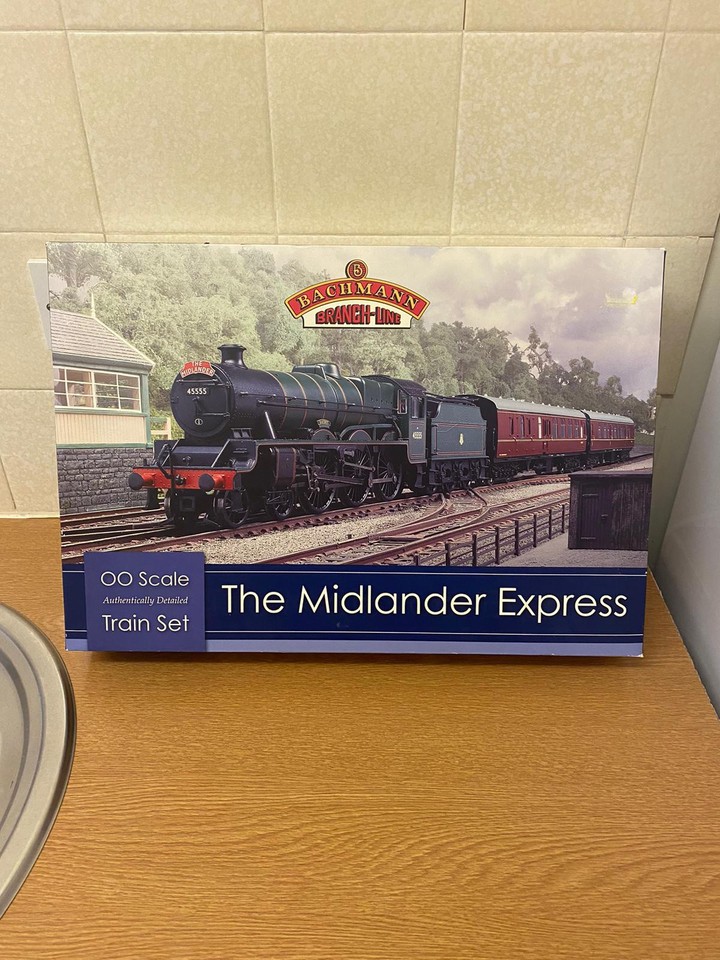 B
BACHMANN
BRANCH-LINE
THE
MIDLANDER
45555
OO Scale
Authentically Detailed
Train Set
The Midlander Express